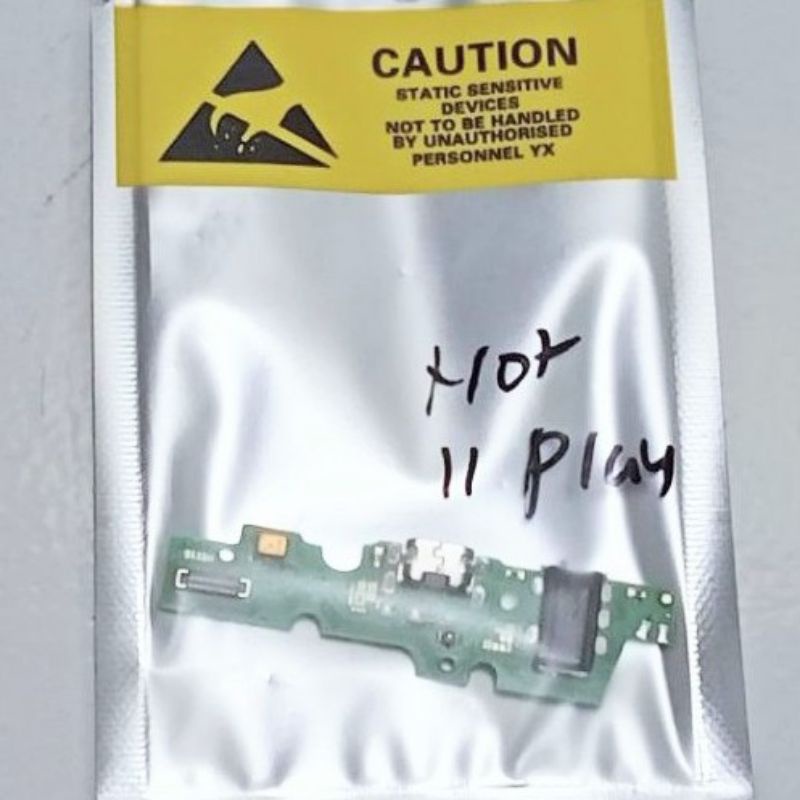 CAUTION
STATIC SENSITIVE
DEVICES
NOT TO BE HANDLED
BY UNAUTHORISED
PERSONNEL YX
Hot
11 Play